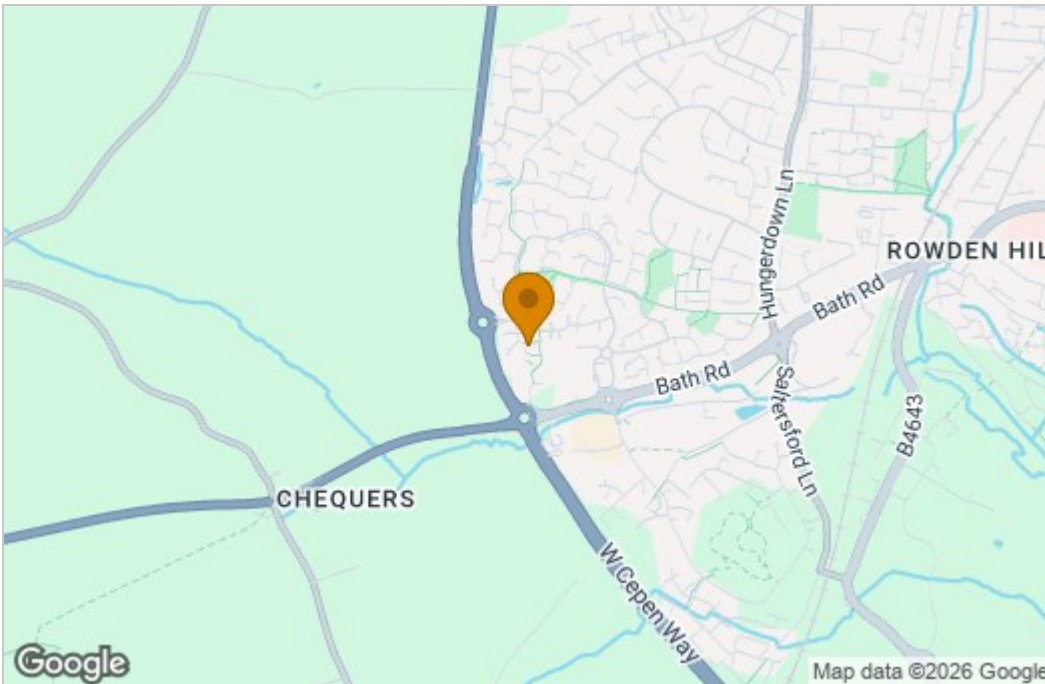 Hungerdown Ln
ROWDEN HIL
Bath Rd
Bath Rd
Saltersford Ln
B4643
CHEQUERS
W Cepen Way
Google
Map data ©2026 Google